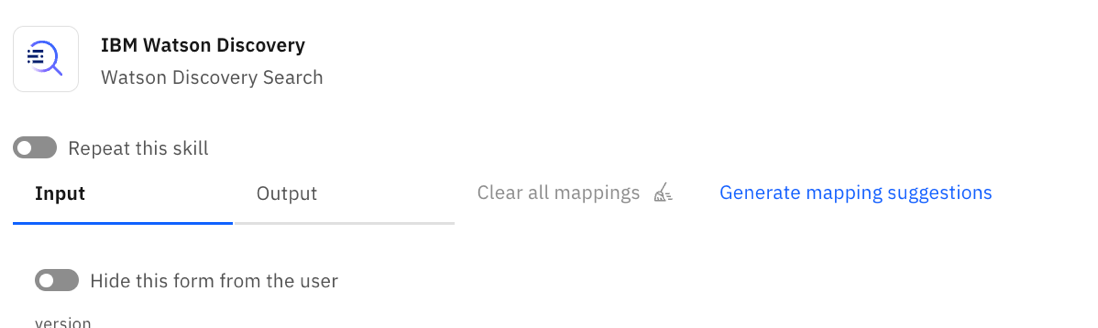 IBM Watson Discovery
Watson Discovery Search
Repeat this skill
Input Output Clear all mappings Generate mapping suggestions
Hide this form from the user
version